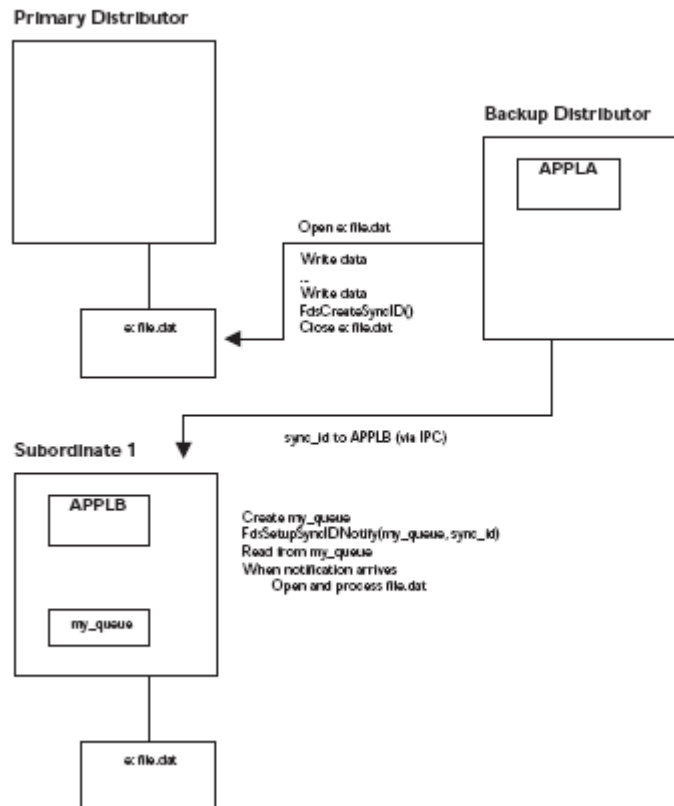 Primary Distributor
Backup Distributor
APPLA
Open e: file.dat
Write data
...
Write data
FdsCreateSyncID()
Close e: file.dat
e: file.dat
sync_id to APPLB (via IPC)
Subordinate 1
APPLB
Create my_queue
FdsSetupSyncIDNotify(my_queue, sync_id)
Read from my_queue
When notification arrives
Open and process file.dat
my_queue
e: file.dat